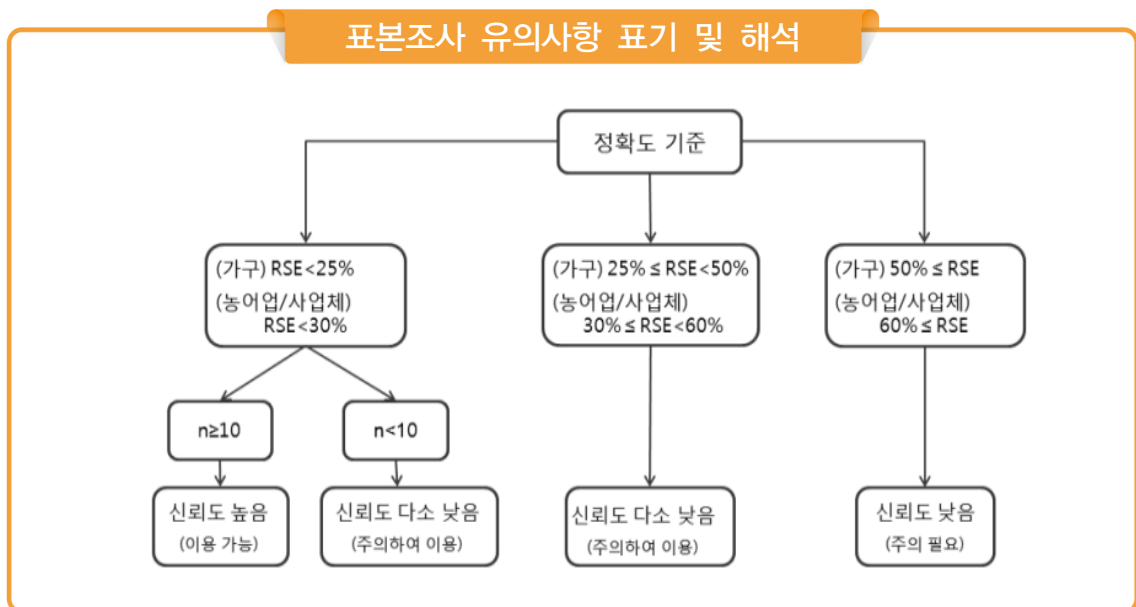 표본조사 유의사항 표기 및 해석
정확도 기준
(가구) RSE<25%
(농어업/사업체)
RSE<30%
(가구) 25%≤RSE<50%
(농어업/사업체)
30%≤RSE<60%
(가구) 50%≤RSE
(농어업/사업체)
60%≤RSE
n≥10
n<10
신뢰도 높음
(이용 가능)
신뢰도 다소 낮음
(주의하여 이용)
신뢰도 다소 낮음
(주의하여 이용)
신뢰도 낮음
(주의 필요)